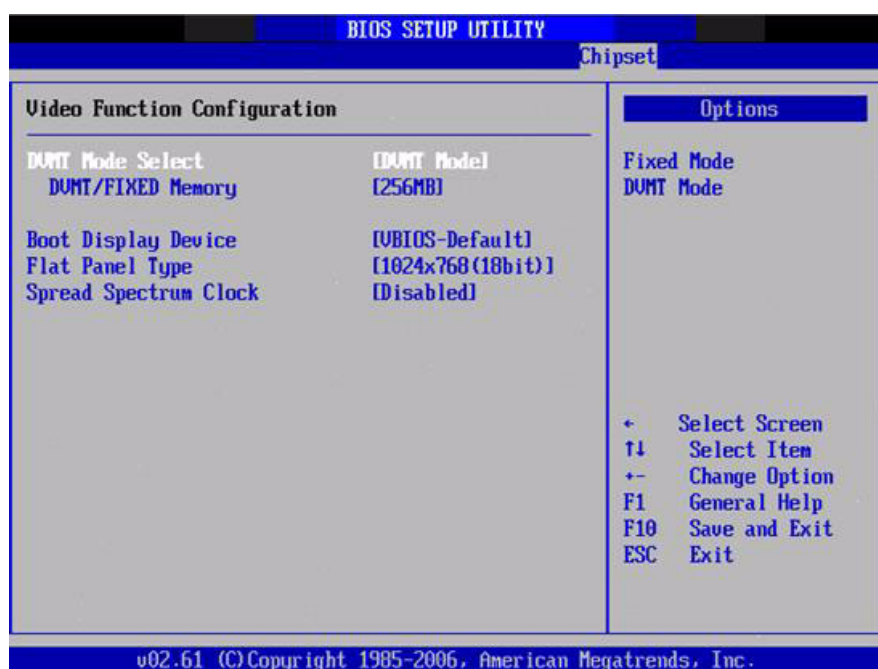 BIOS SETUP UTILITY
Chipset
Video Function Configuration
DVMT Mode Select [DVMT Mode]
DVMT/FIXED Memory [256MB]
Boot Display Device [VBIOS-Default]
Flat Panel Type [1024x768(18bit)]
Spread Spectrum Clock [Disabled]
Options
Fixed Mode
DVMT Mode
← Select Screen
↑↓ Select Item
+- Change Option
F1 General Help
F10 Save and Exit
ESC Exit
v02.61 (C)Copyright 1985-2006, American Megatrends, Inc.